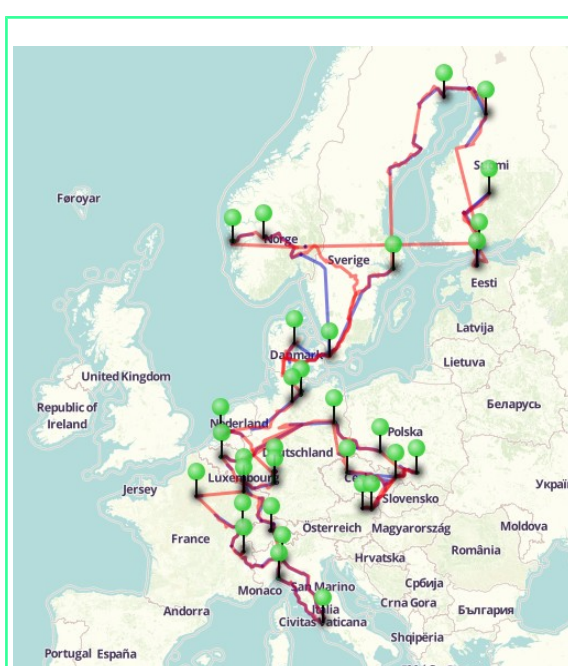 Føroyar
Norge
Sverige
Eesti
Latvija
Danmark
Lietuva
United Kingdom
Беларусь
Republic of
Ireland
Nederland
Polska
Deutschland
Luxembourg
Jersey
Slovensko
Österreich
Magyarország
Moldova
France
România
Hrvatska
San Marino
Србија
Monaco
Italia
Crna Gora
България
Andorra
Civitas Vaticana
Shqipëria
Portugal
España